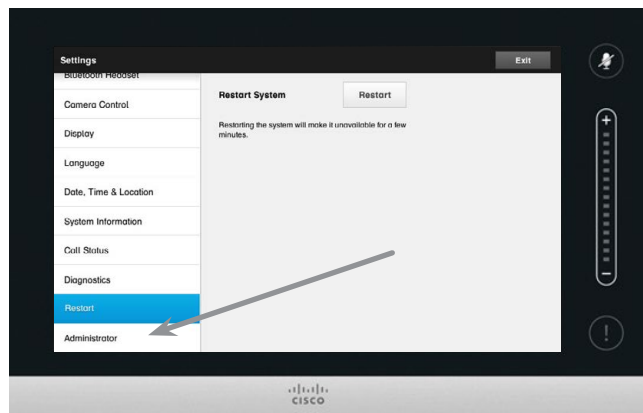 Settings
Exit
Bluetooth Headset
Camera Control
Display
Language
Date, Time & Location
System Information
Call Status
Diagnostics
Restart
Administrator
Restart System
Restart
Restarting the system will make it unavailable for a few
minutes.
+
-
!
CISCO